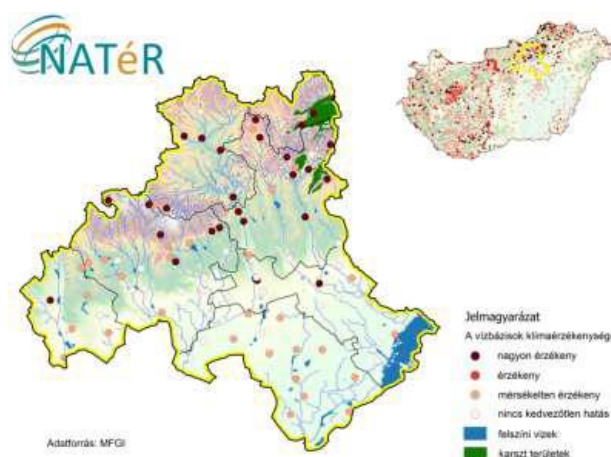 NATéR
Jelmagyarázat
A vízbázisok klímaérzékenysége
nagyon érzékeny
érzékeny
mérsékelten érzékeny
nincs kedvezőtlen hatás
felszíni vizek
karszt területek
Adatforrás: MFGI